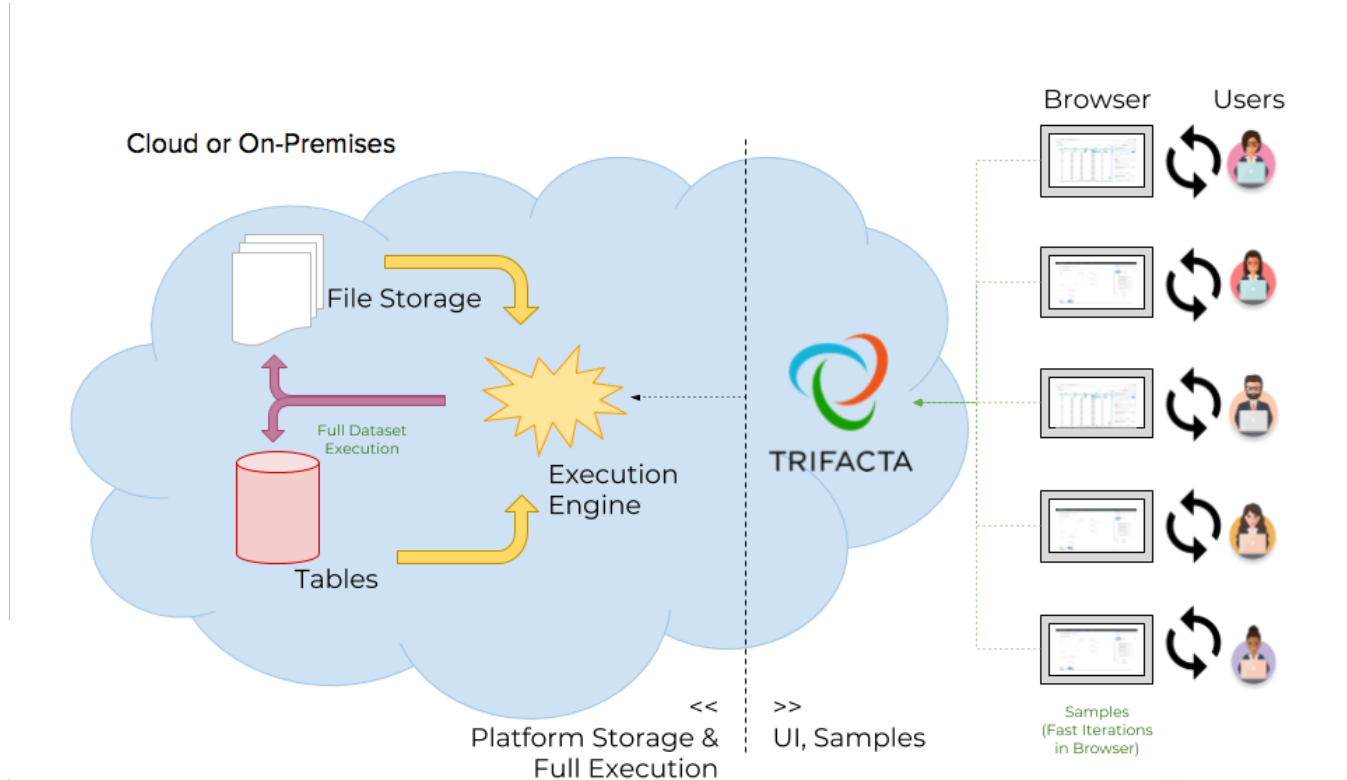 Browser
Users
Cloud or On-Premises
File Storage
Full Dataset
Execution
Execution
Engine
TRIFACTA
Tables
<<
Platform Storage &
Full Execution
>>
UI, Samples
Samples
(Fast Iterations
in Browser)